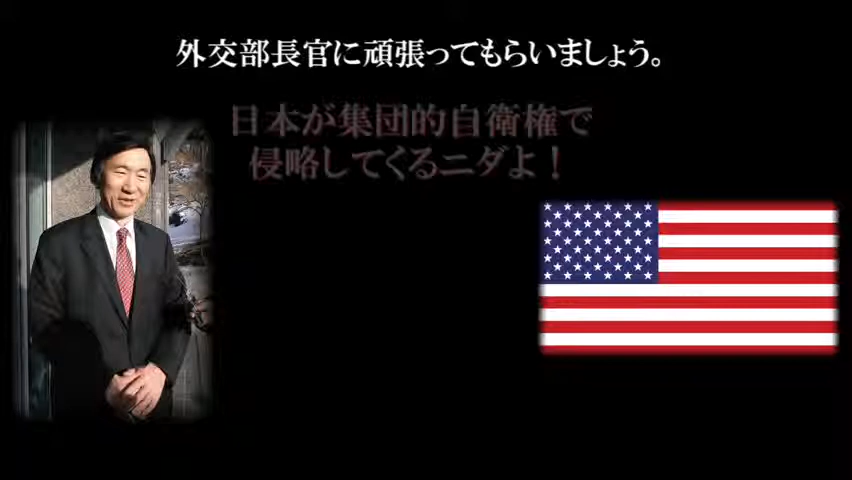 外交部長官に頑張ってもらいましょう。
日本が集団的自衛権で
侵略してくるニダよ！